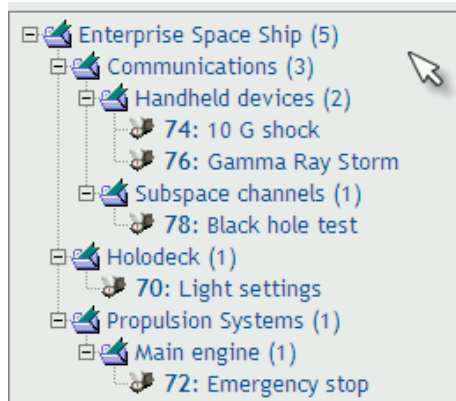 Enterprise Space Ship (5)
Communications (3)
Handheld devices (2)
74: 10 G shock
76: Gamma Ray Storm
Subspace channels (1)
78: Black hole test
Holodeck (1)
70: Light settings
Propulsion Systems (1)
Main engine (1)
72: Emergency stop